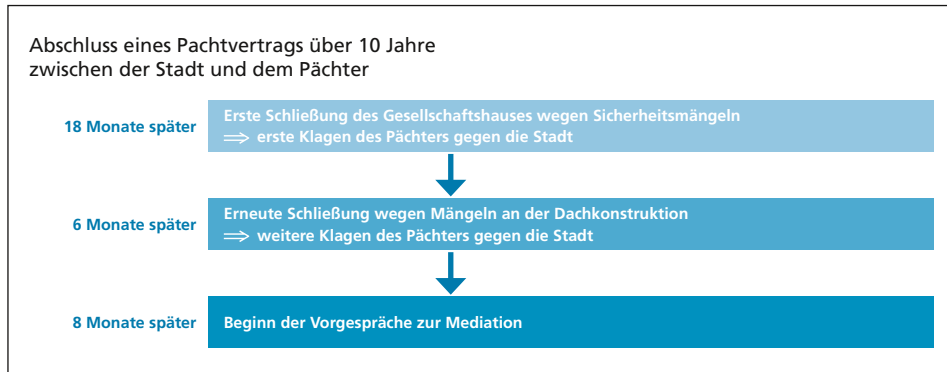 Abschluss eines Pachtvertrags über 10 Jahre
zwischen der Stadt und dem Pächter
18 Monate später
Erste Schließung des Gesellschaftshauses wegen Sicherheitsmängeln
⇒ erste Klagen des Pächters gegen die Stadt
6 Monate später
Erneute Schließung wegen Mängeln an der Dachkonstruktion
⇒ weitere Klagen des Pächters gegen die Stadt
8 Monate später
Beginn der Vorgespräche zur Mediation